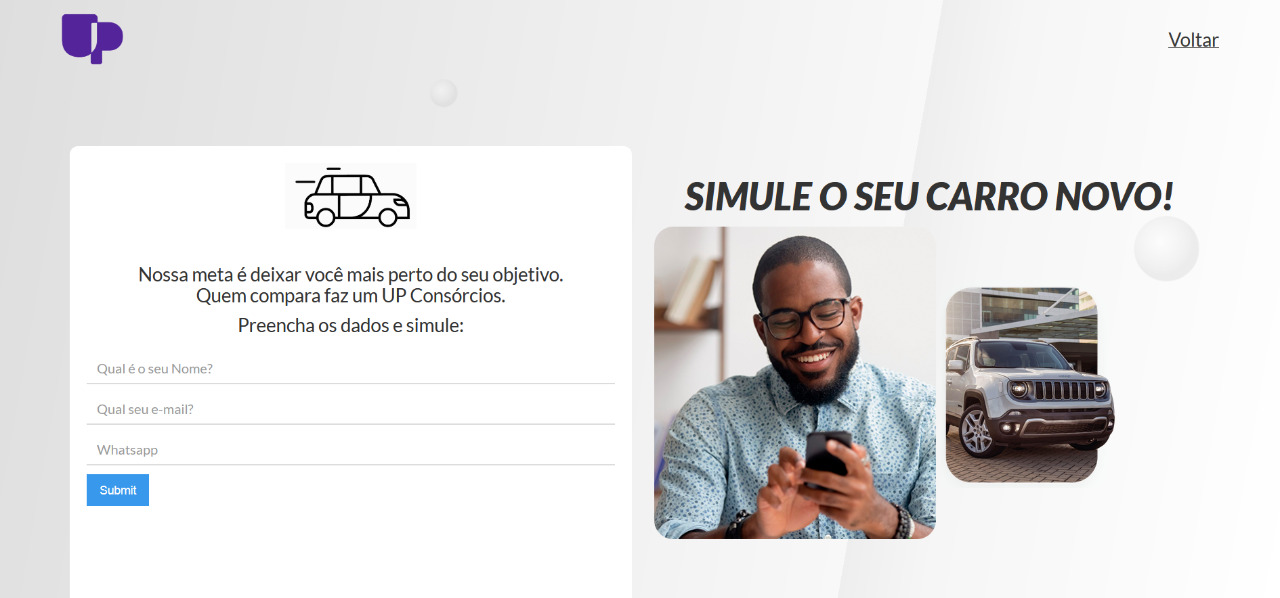 UP
Voltar
Nossa meta é deixar você mais perto do seu objetivo.
Quem compara faz um UP Consórcios.
Preencha os dados e simule:
Qual é o seu Nome?
Qual seu e-mail?
Whatsapp
Submit
SIMULE O SEU CARRO NOVO!